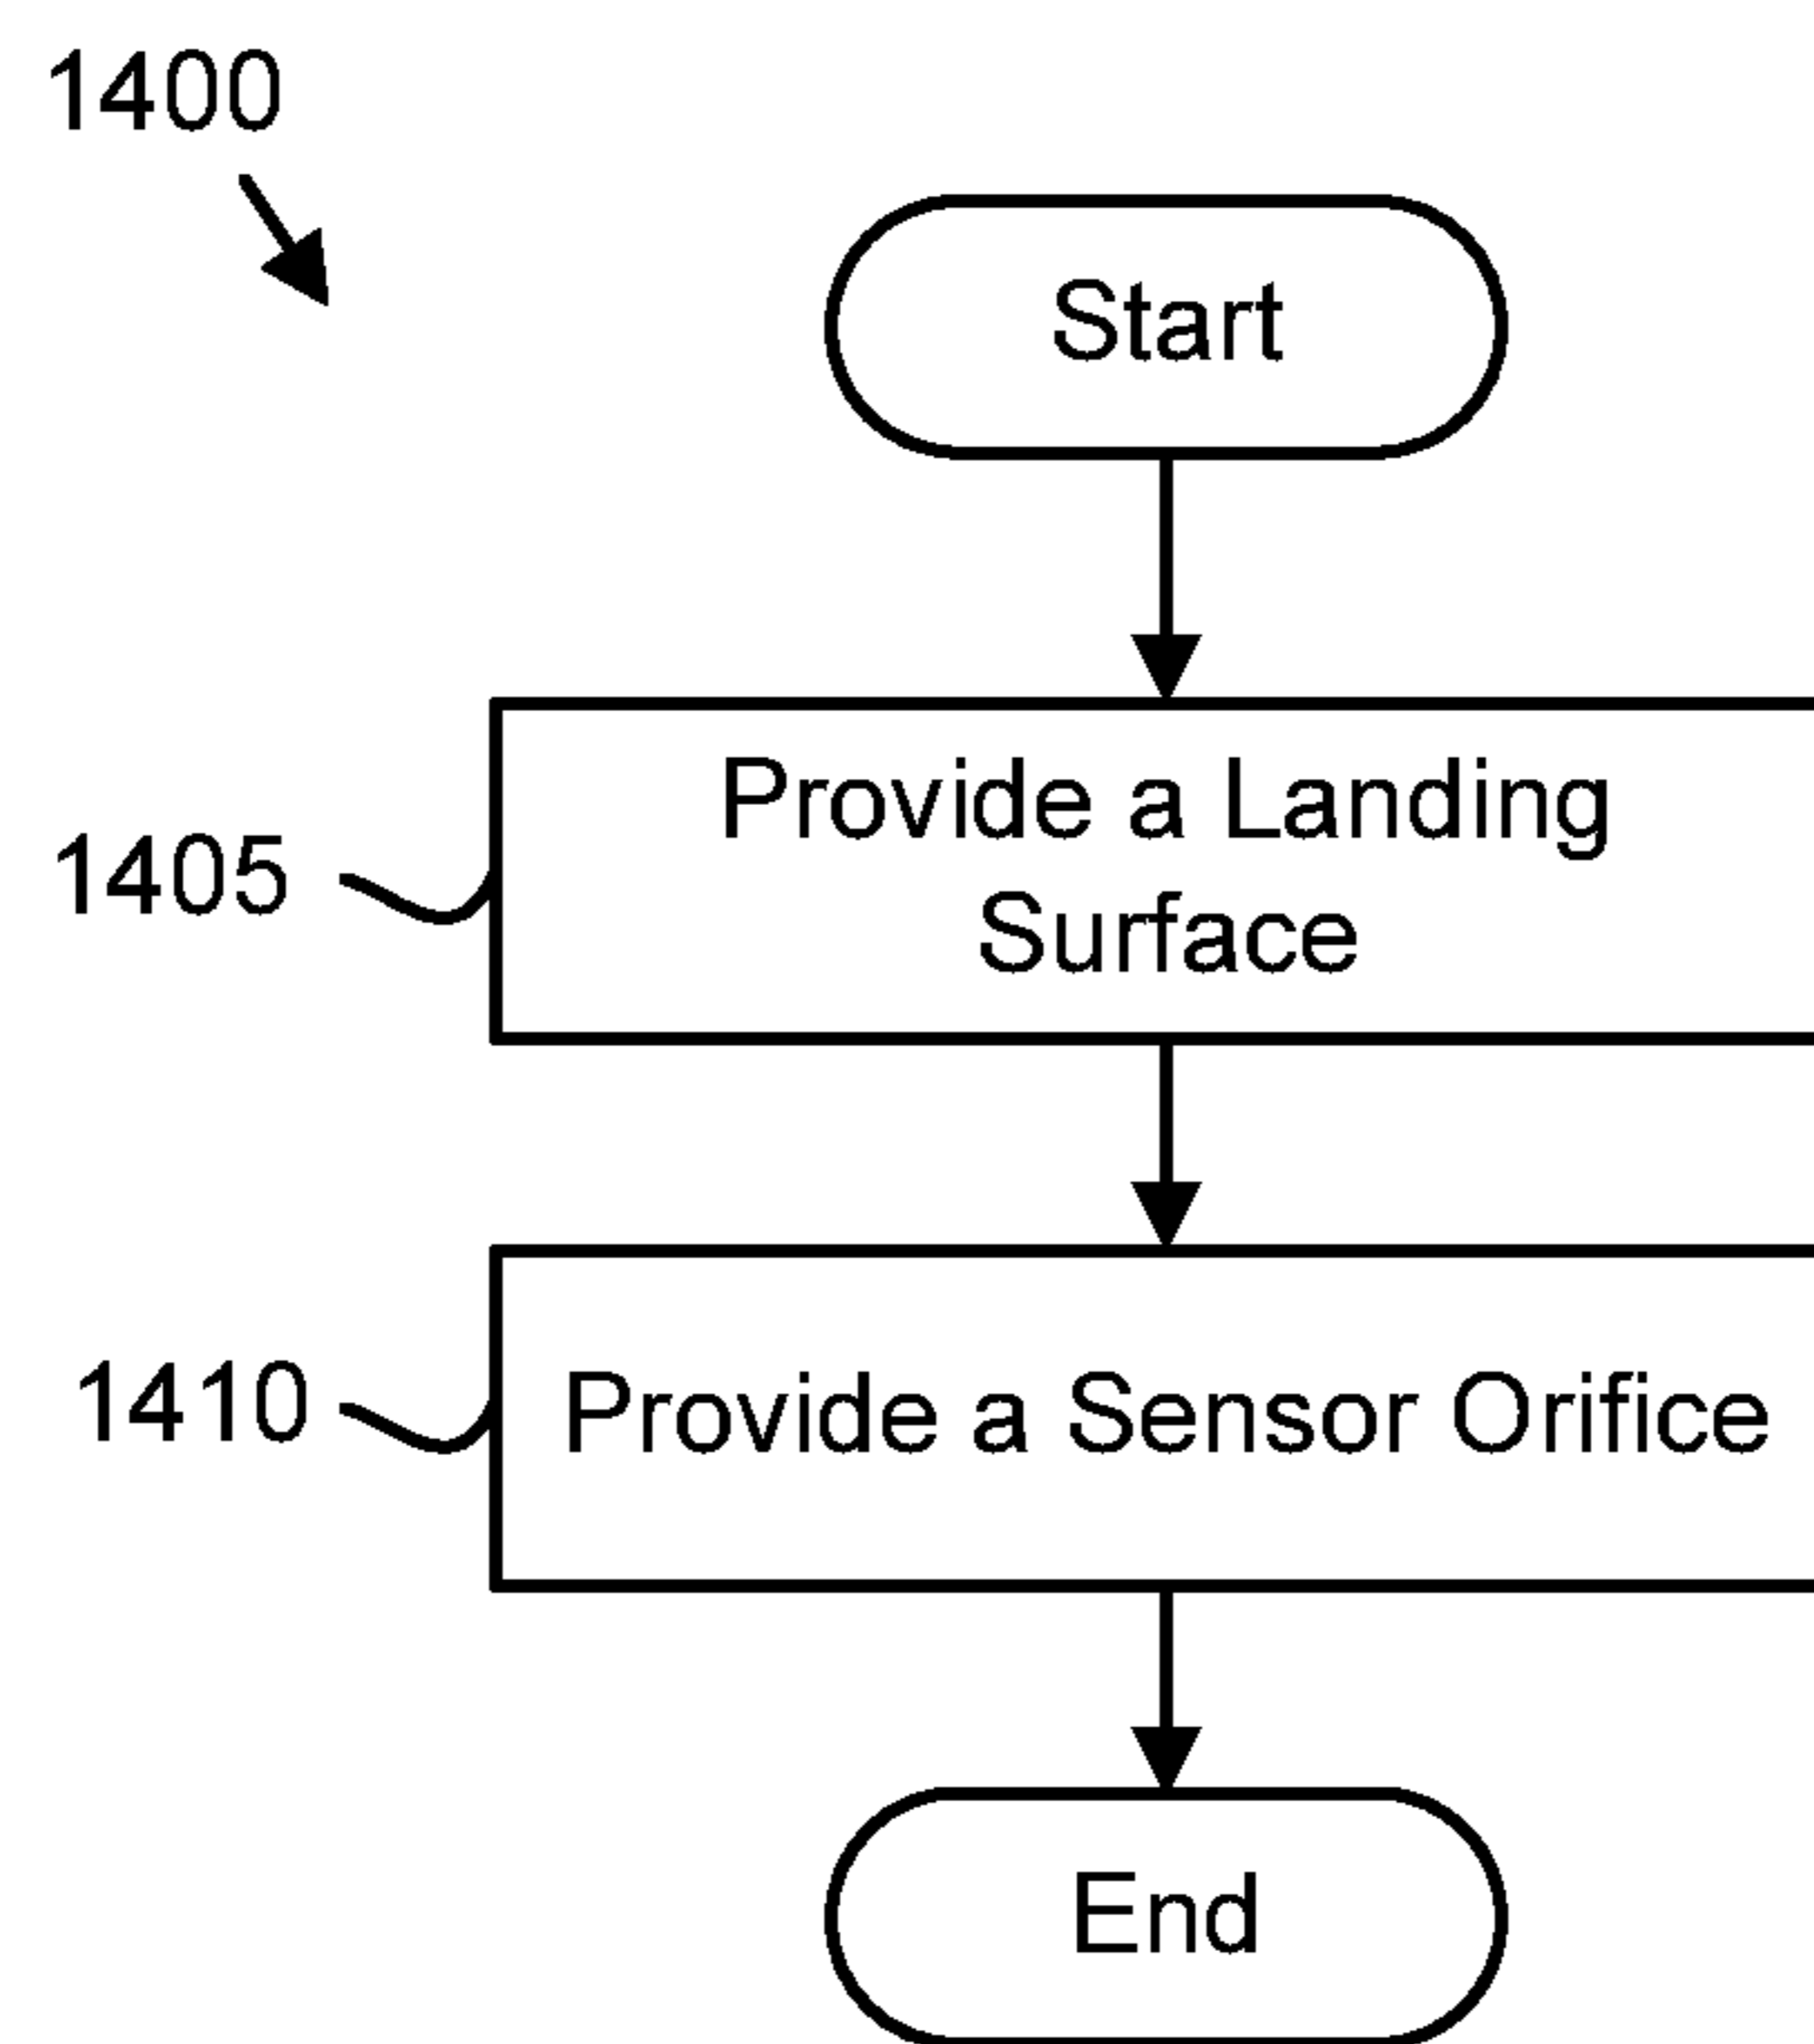 1400
Start
Provide a Landing
Surface
1405
Provide a Sensor Orifice
1410
End